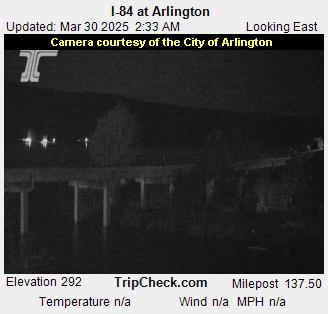 I-84 at Arlington
Updated: Mar 30 2025 2:33 AM Looking East
Camera courtesy of the City of Arlington
Elevation 292 TripCheck.com Milepost 137.50
Temperature n/a Wind n/a MPH n/a